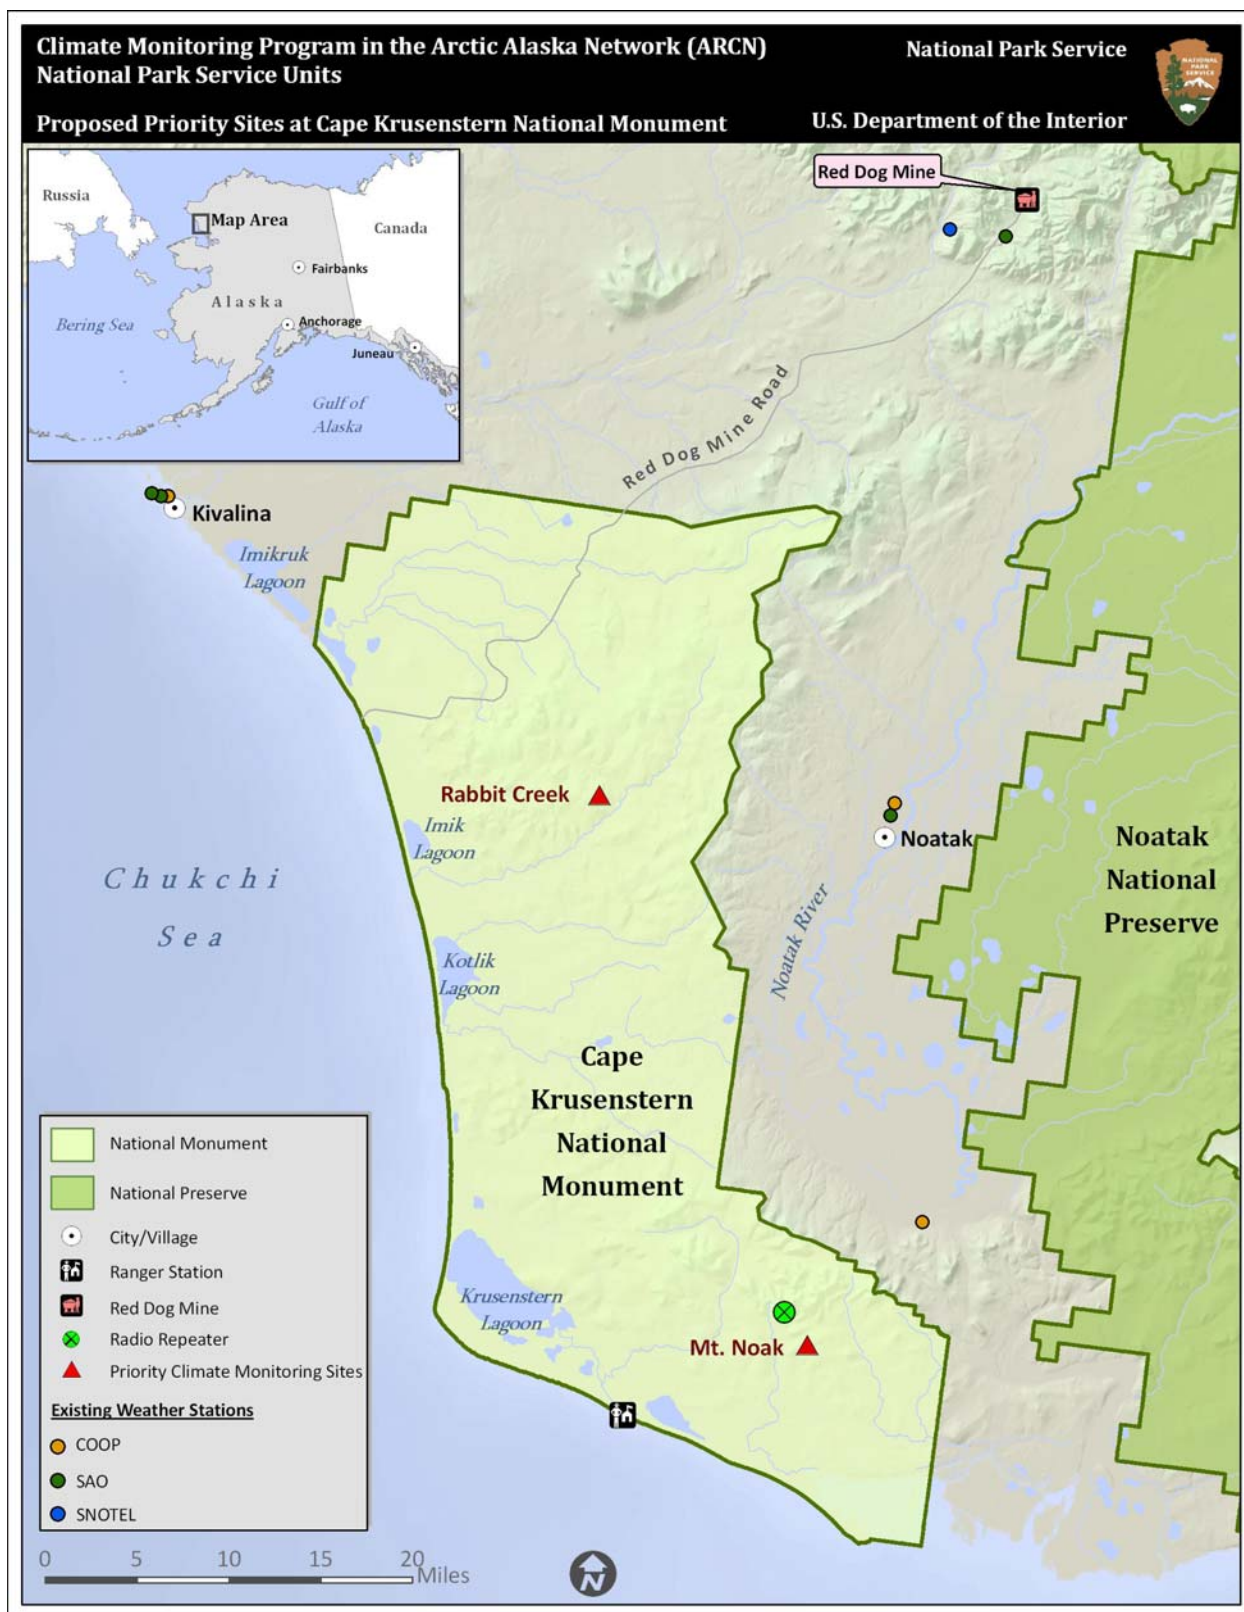 Climate Monitoring Program in the Arctic Alaska Network (ARCN)
National Park Service Units
Proposed Priority Sites at Cape Krusenstern National Monument
National Park Service
U.S. Department of the Interior
NATIONAL
PARK
SERVICE
Russia
Map Area
Canada
Fairbanks
Alaska
Bering Sea
Anchorage
Juneau
Gulf of
Alaska
Red Dog Mine
Red Dog Mine Road
Kivalina
Imikruk
Lagoon
Rabbit Creek
Imik
Lagoon
Noatak
Noatak
National
Preserve
Chukchi
Sea
Noatak River
Kotlik
Lagoon
Cape
Krusenstern
National
Monument
Krusenstern
Lagoon
Mt. Noak
National Monument
National Preserve
City/Village
Ranger Station
Red Dog Mine
Radio Repeater
Priority Climate Monitoring Sites
Existing Weather Stations
COOP
SAO
SNOTEL
0 5 10 15 20
Miles
N